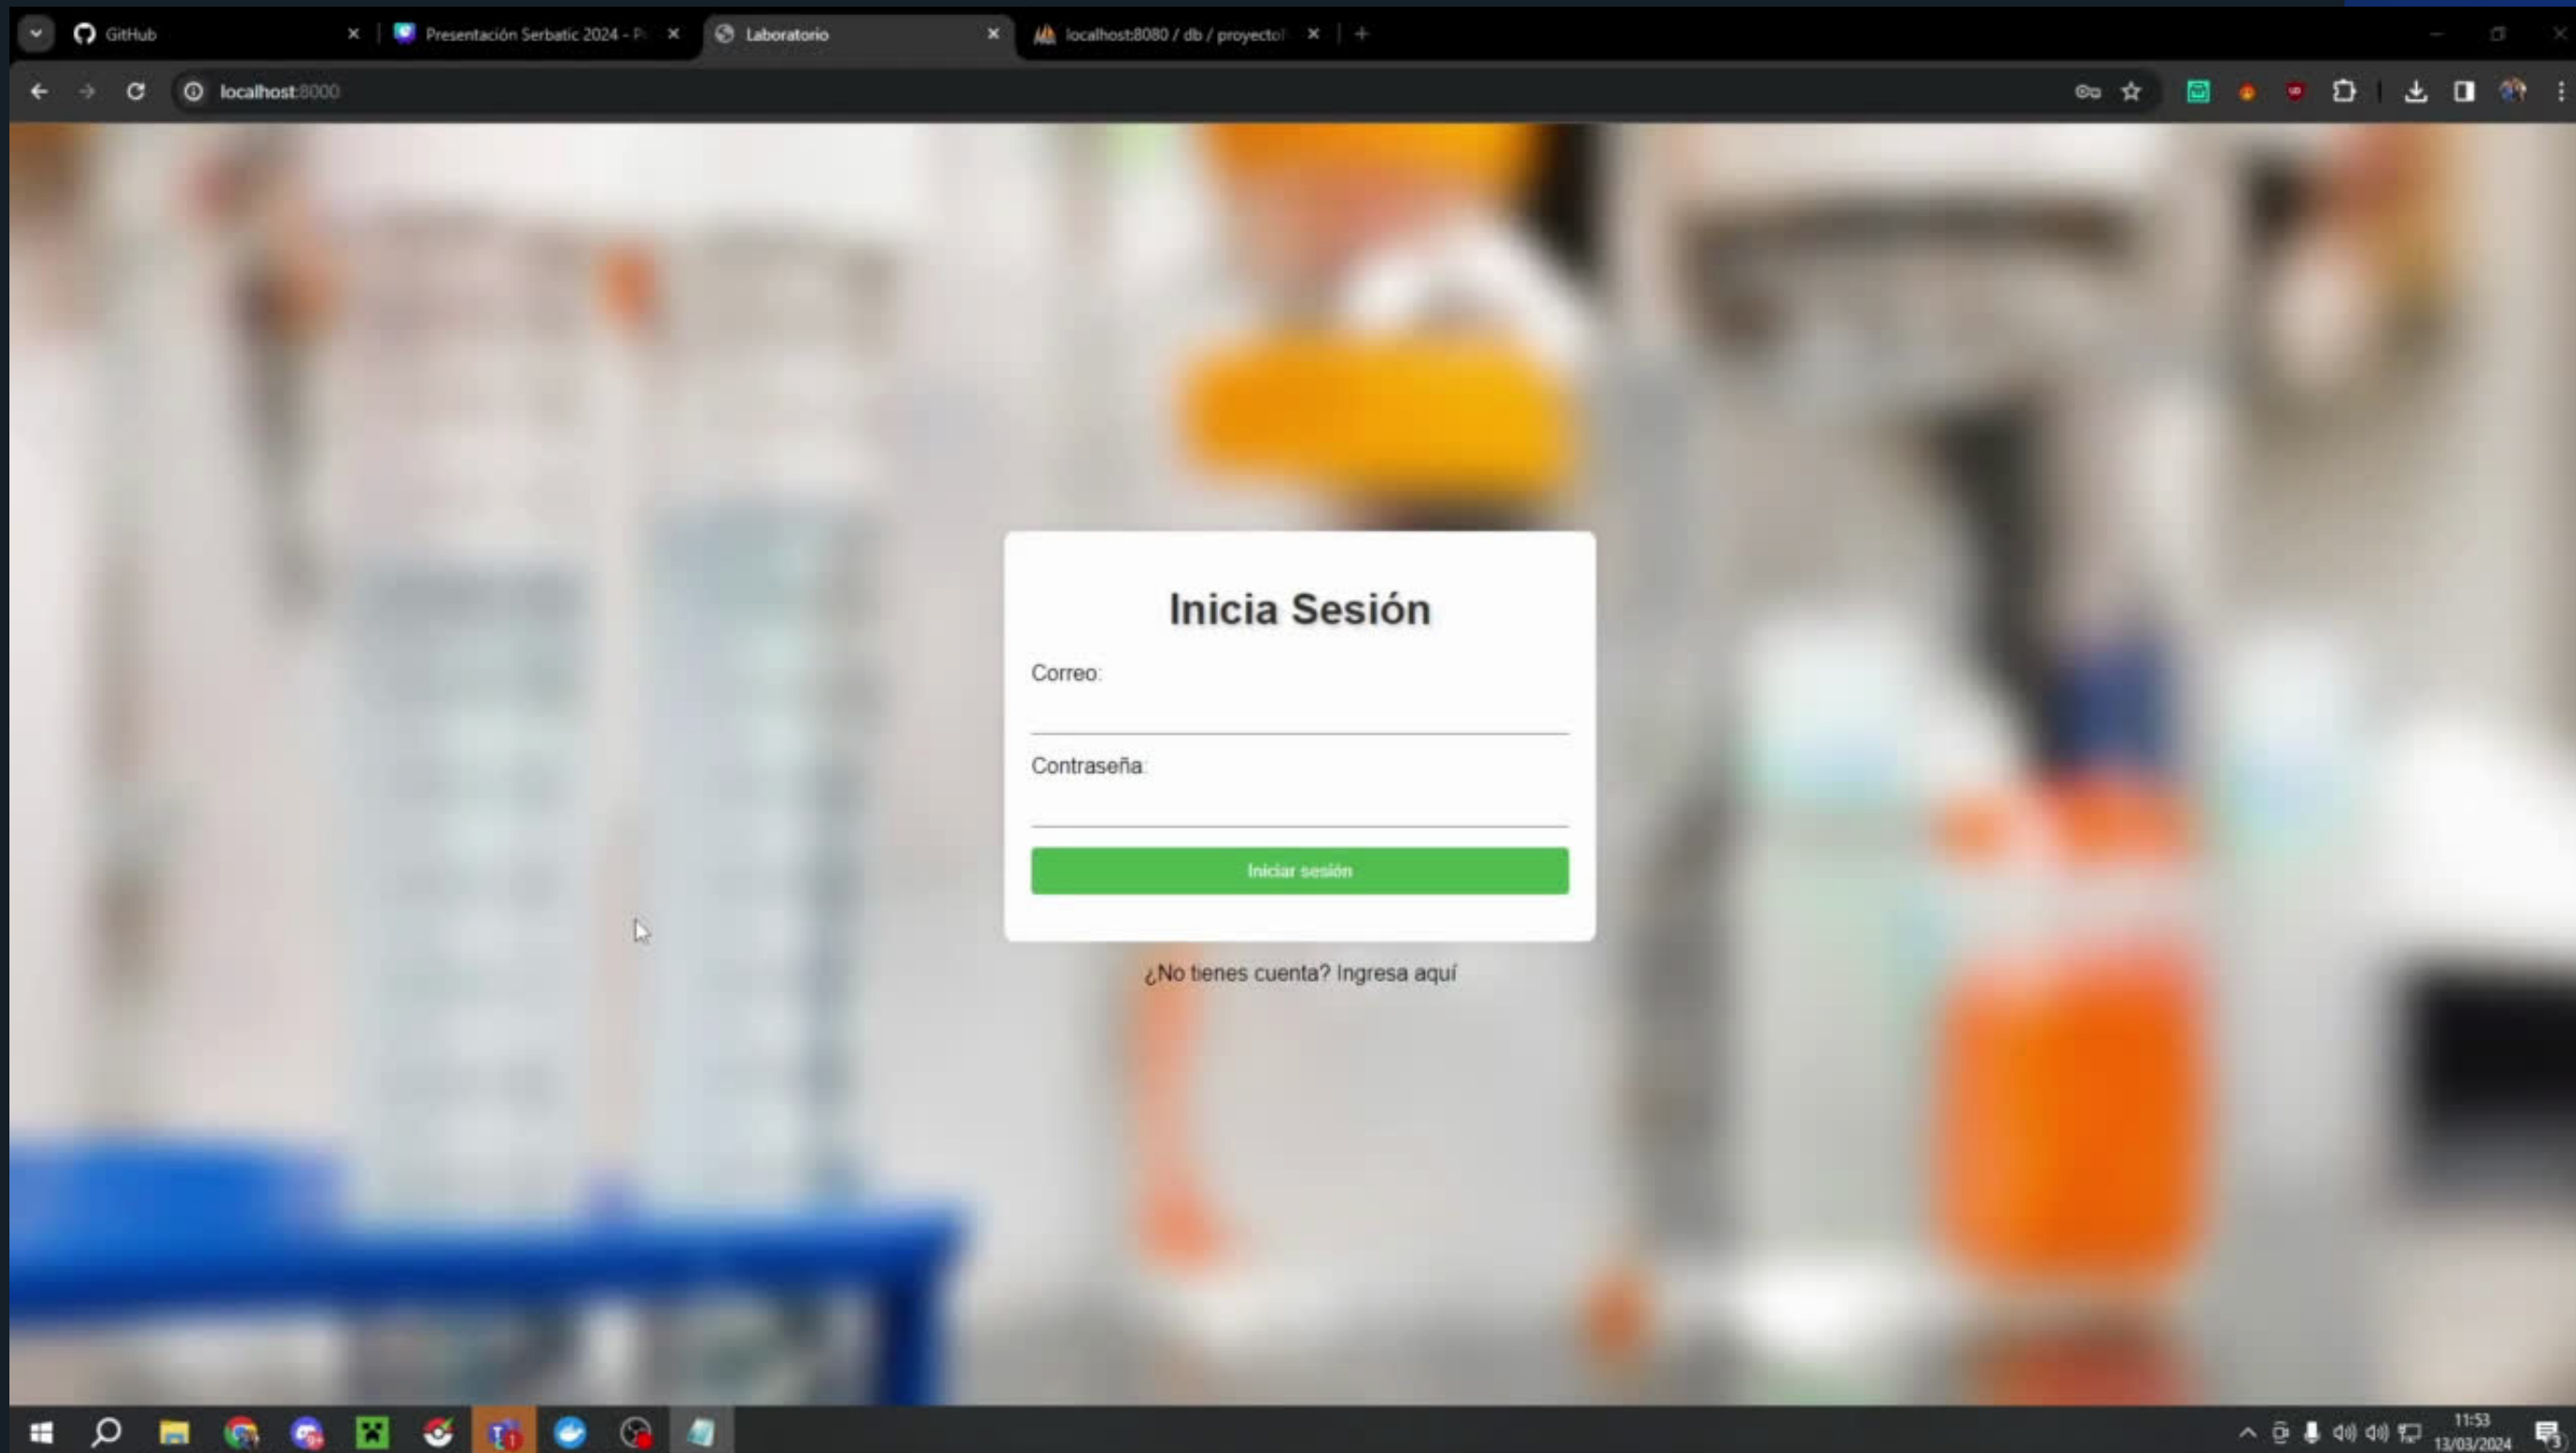 GitHub
Presentación Serbatic 2024 - P
Laboratorio
localhost:8080 / db / proyecto
localhost:8000
Inicia Sesión
Correo:
Contraseña:
Iniciar sesión
¿No tienes cuenta? Ingresa aquí
11:53
13/03/2024